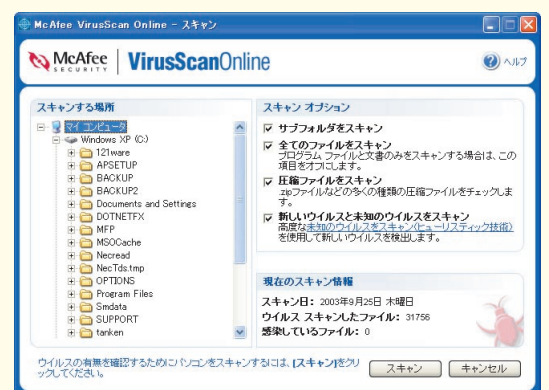 McAfee VirusScan Online - スキャン
McAfee SECURITY VirusScanOnline
ヘルプ
スキャンする場所
マイ コンピュータ
Windows XP (C:)
121ware
APSETUP
BACKUP
BACKUP2
Documents and Settings
DOTNETFX
MFP
MSOCache
Necread
NecTds.tmp
OPTIONS
Program Files
Smdata
SUPPORT
tanken
スキャン オプション
サブフォルダをスキャン
全てのファイルをスキャン
プログラム ファイルと文書のみをスキャンする場合は、この
項目をオフにします。
圧縮ファイルをスキャン
.zipファイルなどの多くの種類の圧縮ファイルをチェックしま
す。
新しいウイルスと未知のウイルスをスキャン
高度な未知のウイルスをスキャン(ヒューリスティック技術)
を使用して新しいウイルスを検出します。
現在のスキャン情報
スキャン日: 2003年9月25日 木曜日
ウイルス スキャンしたファイル: 31756
感染しているファイル: 0
ウイルスの有無を確認するためにパソコンをスキャンするには、[スキャン]をクリ
ックしてください。
スキャン
キャンセル